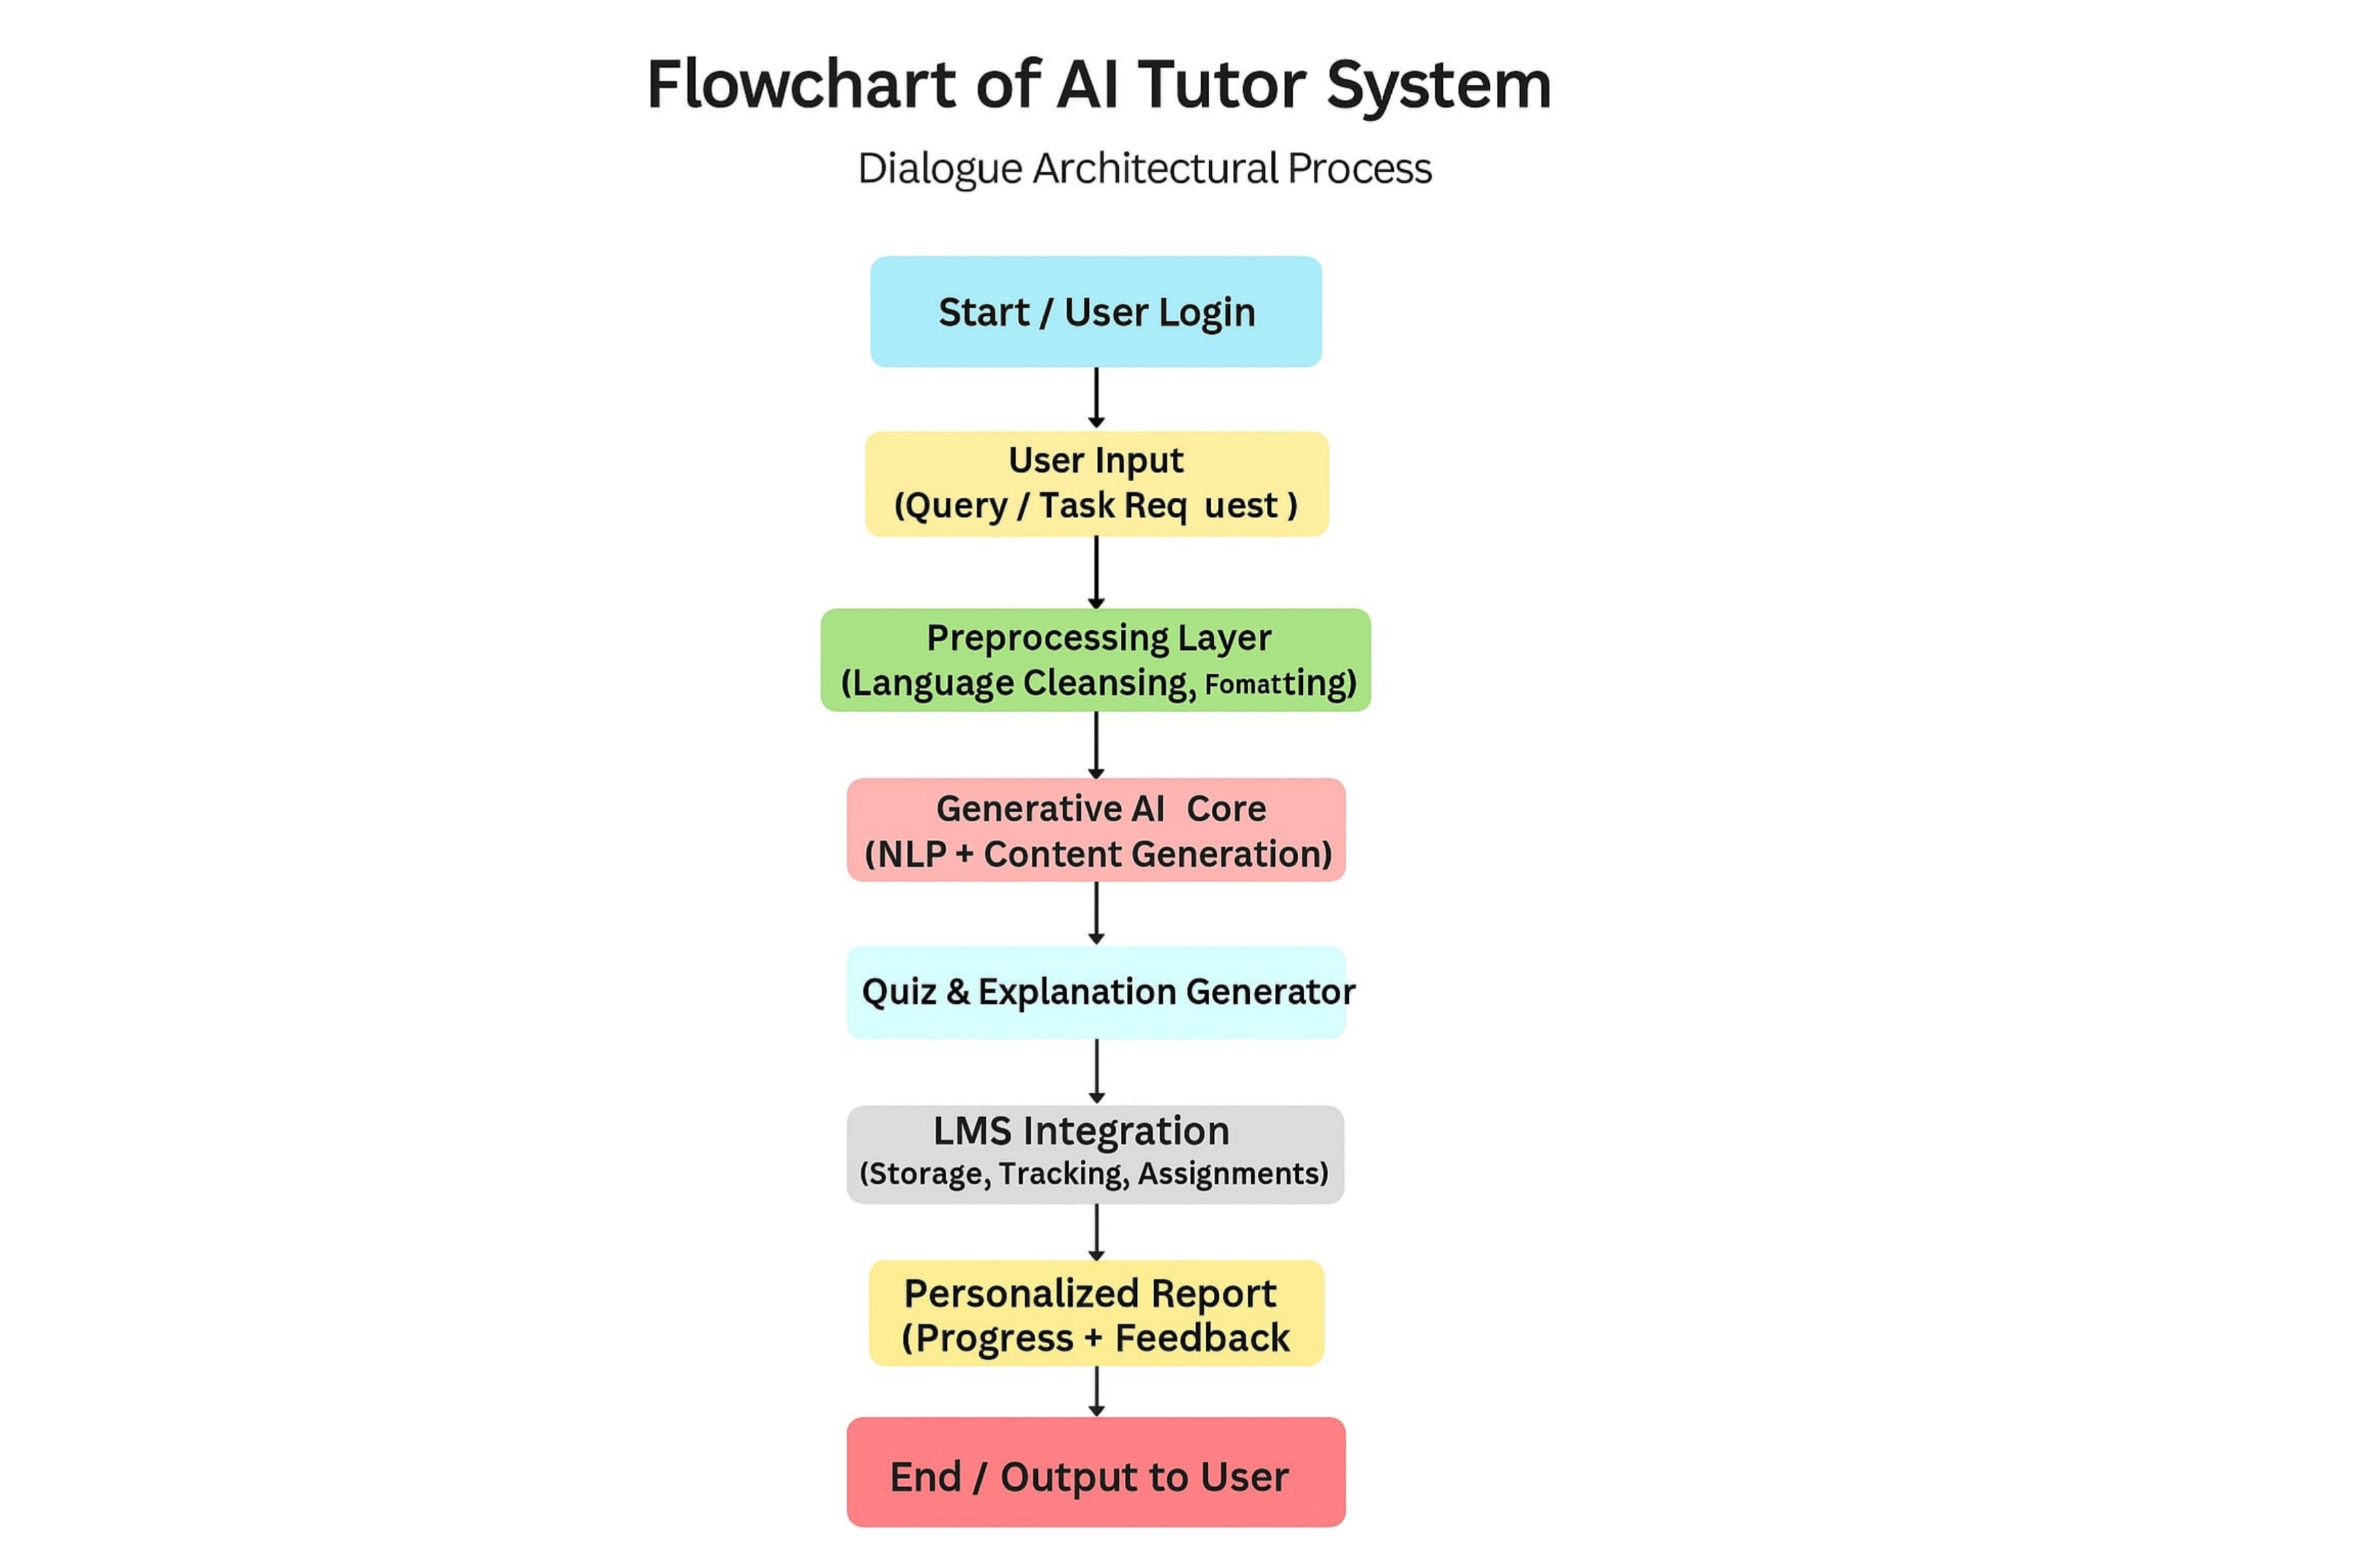 Flowchart of AI Tutor System
Dialogue Architectural Process
Start / User Login
User Input
(Query / Task Req uest )
Preprocessing Layer
(Language Cleansing, Fomatting)
Generative AI Core
(NLP + Content Generation)
Quiz & Explanation Generator
LMS Integration
(Storage, Tracking, Assignments)
Personalized Report
(Progress + Feedback
End / Output to User